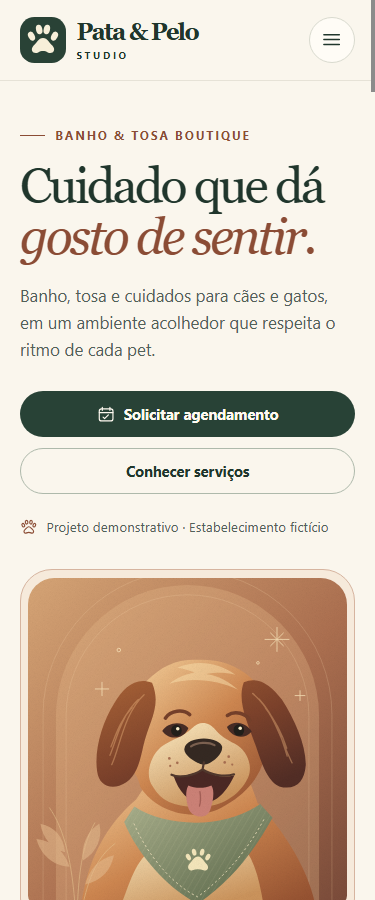 Pata & Pelo
STUDIO
BANHO & TOSA BOUTIQUE
Cuidado que dá
gosto de sentir.
Banho, tosa e cuidados para cães e gatos,
em um ambiente acolhedor que respeita o
ritmo de cada pet.
Solicitar agendamento
Conhecer serviços
Projeto demonstrativo · Estabelecimento fictício